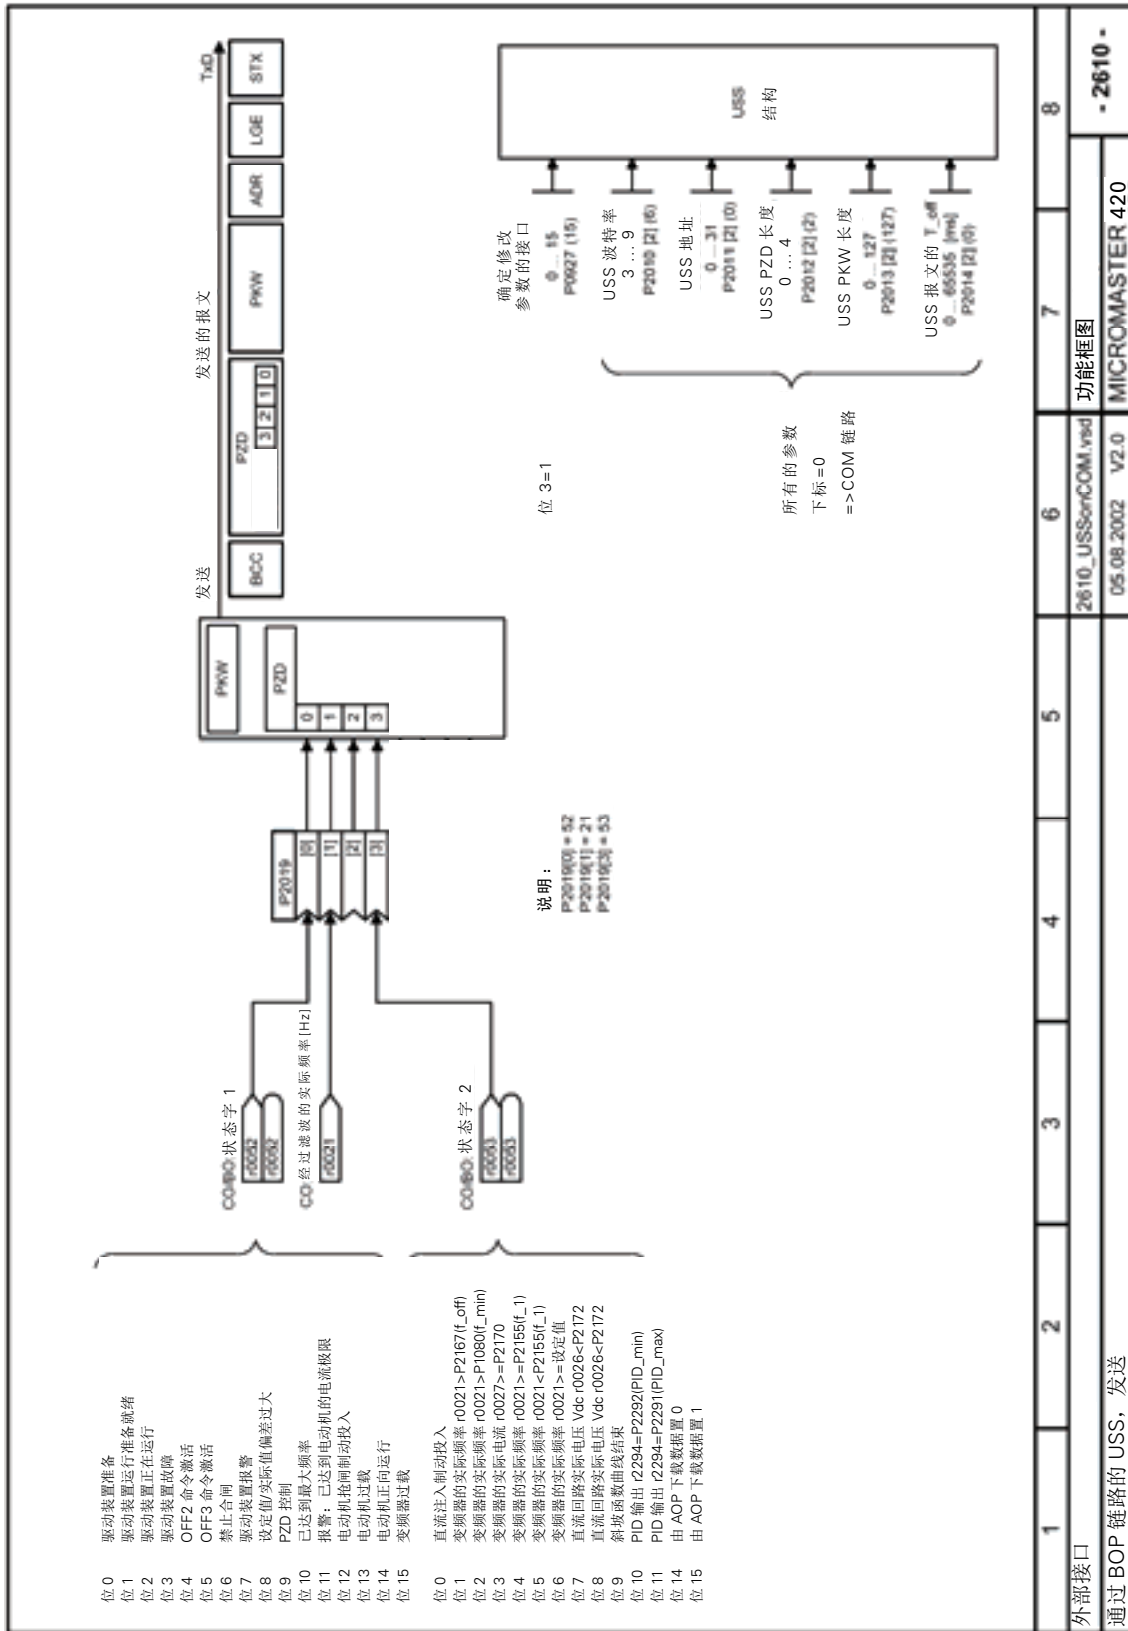 位 0 驱动装置准备
位 1 驱动装置运行准备就绪
位 2 驱动装置正在运行
位 3 驱动装置故障
位 4 OFF2 命令激活
位 5 OFF3 命令激活
位 6 禁止合闸
位 7 驱动装置报警
位 8 设定值/实际值偏差过大
位 9 PZD 控制
位 10 已达到最大频率
位 11 报警：已达到电动机的电流极限
位 12 电动机抱闸制动投入
位 13 电动机过载
位 14 电动机正向运行
位 15 变频器过载
位 0 直流注入制动投入
位 1 变频器的实际频率 r0021>P2167(f_off)
位 2 变频器的实际频率 r0021>P1080(f_min)
位 3 变频器的实际电流 r0027>=P2170
位 4 变频器的实际频率 r0021>=P2155(f_1)
位 5 变频器的实际频率 r0021<P2155(f_1)
位 6 变频器的实际频率 r0021>=设定值
位 7 直流回路实际电压 Vdc r0026<P2172
位 8 直流回路实际电压 Vdc r0026<P2172
位 9 斜坡函数曲线结束
位 10 PID 输出 r2294=P2292(PID_min)
位 11 PID 输出 r2294=P2291(PID_max)
位 14 由 AOP 下载数据置 0
位 15 由 AOP 下载数据置 1
CO/BO:状态字 1
r0052
r0052
CO:经过滤波的实际频率[Hz]
r0021
CO/BO:状态字 2
r0053
r0053
P2019
[0]
[1]
[2]
[3]
说明：
P2019[0] = 52
P2019[1] = 21
P2019[3] = 53
PKW
PZD
0
1
2
3
发送
发送的报文
TxD
BCC
PZD
3 2 1 0
PKW
ADR
LGE
STX
位 3=1
确定修改
参数的接口
0 ... 15
P0927 (15)
USS 波特率
3 ... 9
P2010 [2] (6)
USS 地址
0 ... 31
P2011 [2] (0)
USS PZD 长度
0 ... 4
P2012 [2] (2)
USS PKW 长度
0 ... 127
P2013 [2] (127)
USS 报文的 T_off
0 ... 65535 [ms]
P2014 [2] (0)
所有的参数
下标=0
=>COM 链路
USS
结构
1 2 3 4 5 6 7 8
外部接口 2610_USSonCOM.vsd 功能框图 - 2610 -
通过 BOP 链路的 USS，发送 05.08.2002 V2.0 MICROMASTER 420